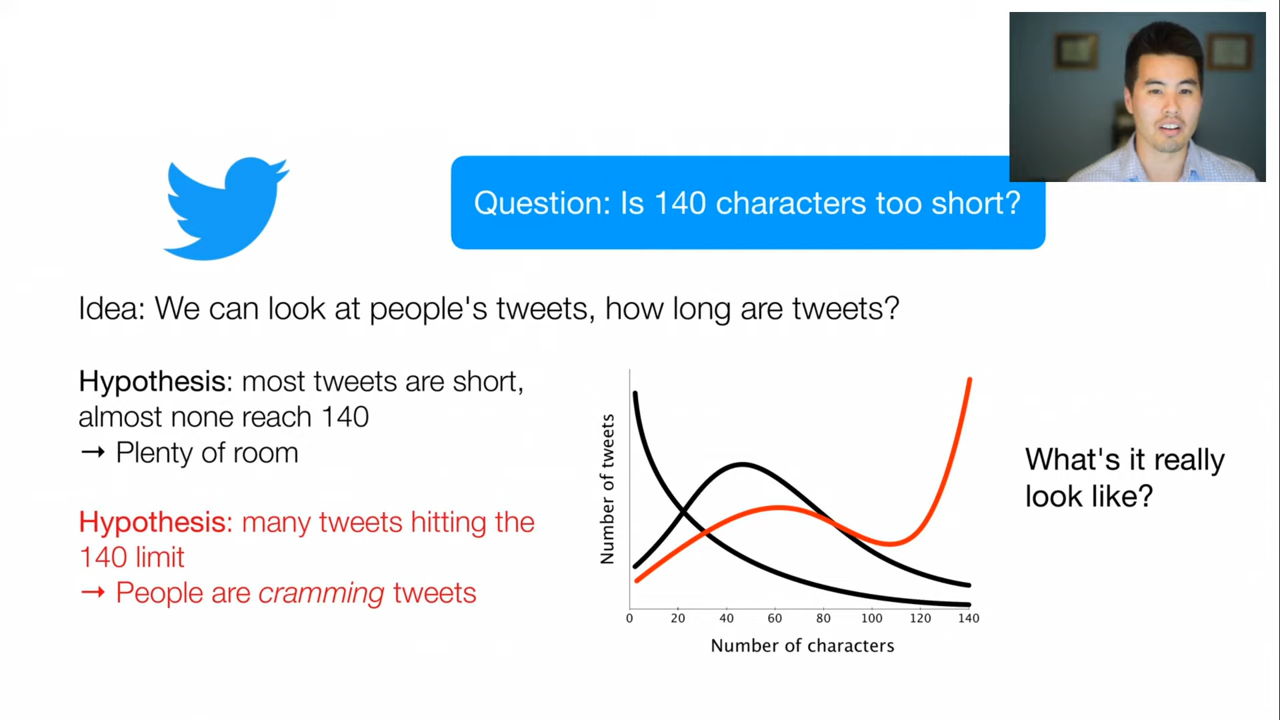 Question: Is 140 characters too short?
Idea: We can look at people's tweets, how long are tweets?
Hypothesis: most tweets are short,
almost none reach 140
→ Plenty of room
Hypothesis: many tweets hitting the
140 limit
→ People are cramming tweets
Number of tweets
0 20 40 60 80 100 120 140
Number of characters
What's it really
look like?